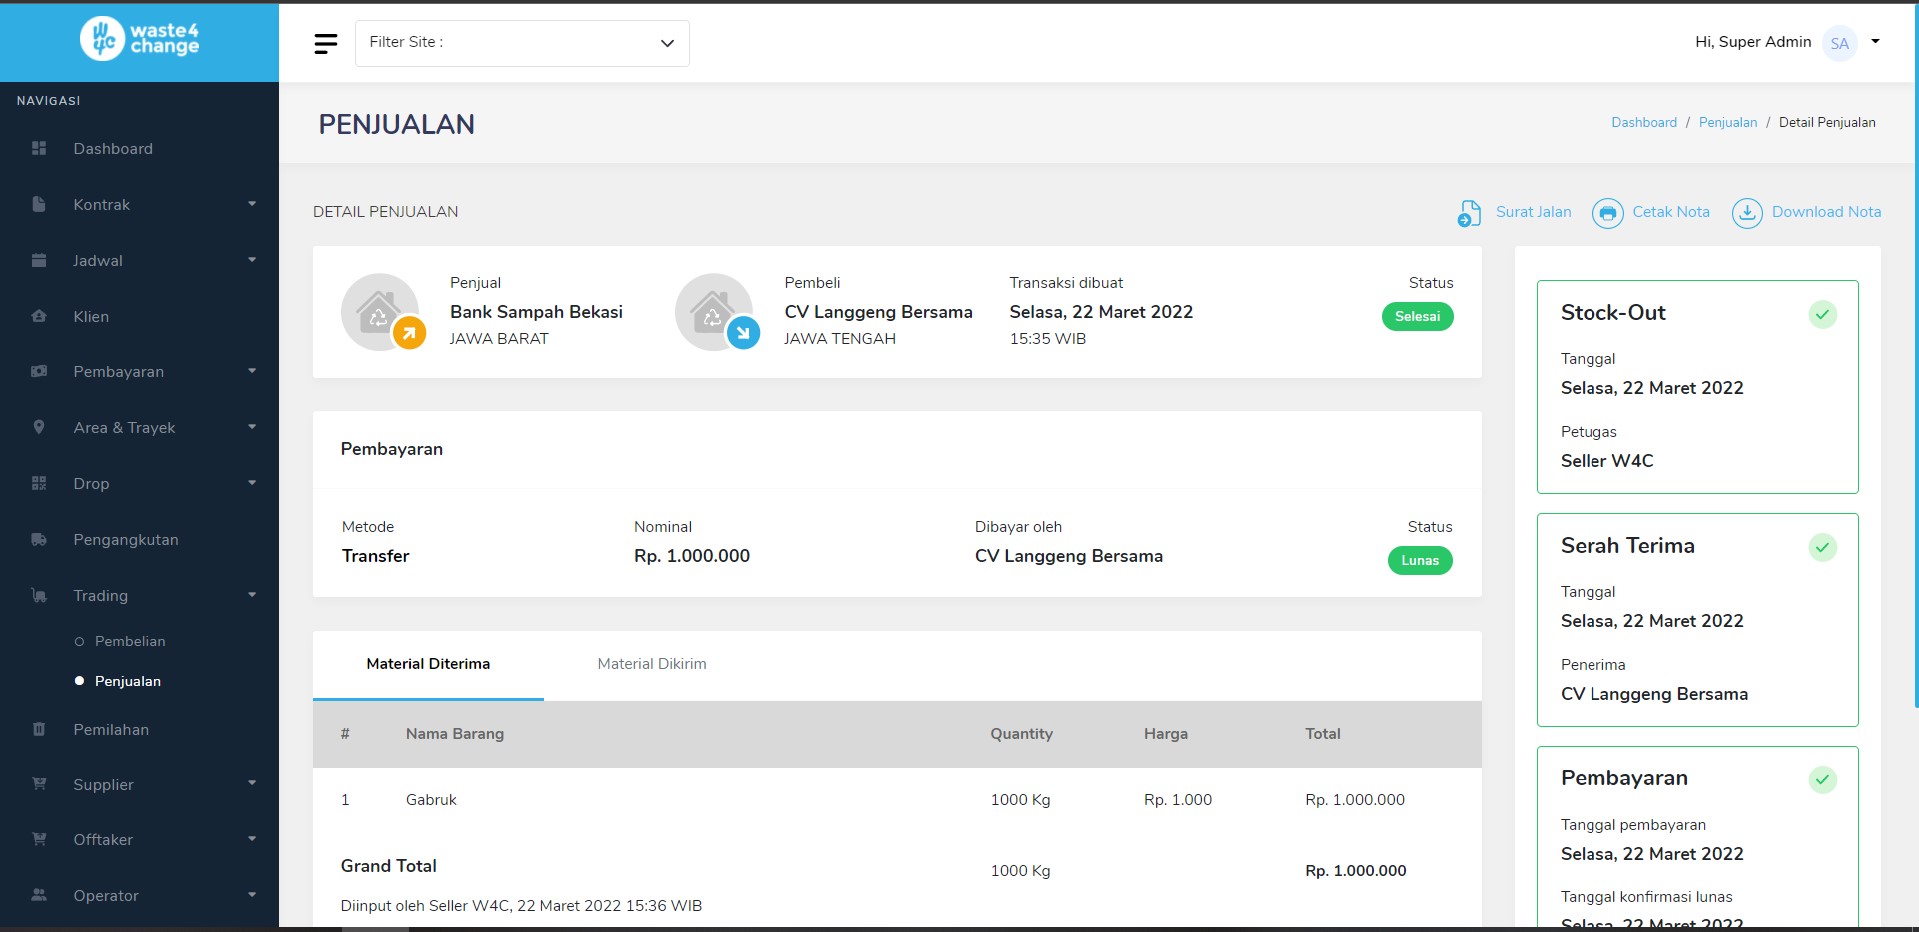 waste4
change
Filter Site :
Hi, Super Admin
SA
NAVIGASI
Dashboard
Kontrak
Jadwal
Klien
Pembayaran
Area & Trayek
Drop
Pengangkutan
Trading
Pembelian
Penjualan
Pemilahan
Supplier
Offtaker
Operator
PENJUALAN
Dashboard / Penjualan / Detail Penjualan
DETAIL PENJUALAN
Surat Jalan
Cetak Nota
Download Nota
Penjual
Bank Sampah Bekasi
JAWA BARAT
Pembeli
CV Langgeng Bersama
JAWA TENGAH
Transaksi dibuat
Selasa, 22 Maret 2022
15:35 WIB
Status
Selesai
Pembayaran
Metode
Transfer
Nominal
Rp. 1.000.000
Dibayar oleh
CV Langgeng Bersama
Status
Lunas
Material Diterima
Material Dikirim
# Nama Barang Quantity Harga Total
1 Gabruk 1000 Kg Rp. 1.000 Rp. 1.000.000
Grand Total 1000 Kg Rp. 1.000.000
Diinput oleh Seller W4C, 22 Maret 2022 15:36 WIB
Stock-Out
Tanggal
Selasa, 22 Maret 2022
Petugas
Seller W4C
Serah Terima
Tanggal
Selasa, 22 Maret 2022
Penerima
CV Langgeng Bersama
Pembayaran
Tanggal pembayaran
Selasa, 22 Maret 2022
Tanggal konfirmasi lunas
Selasa, 22 Maret 2022